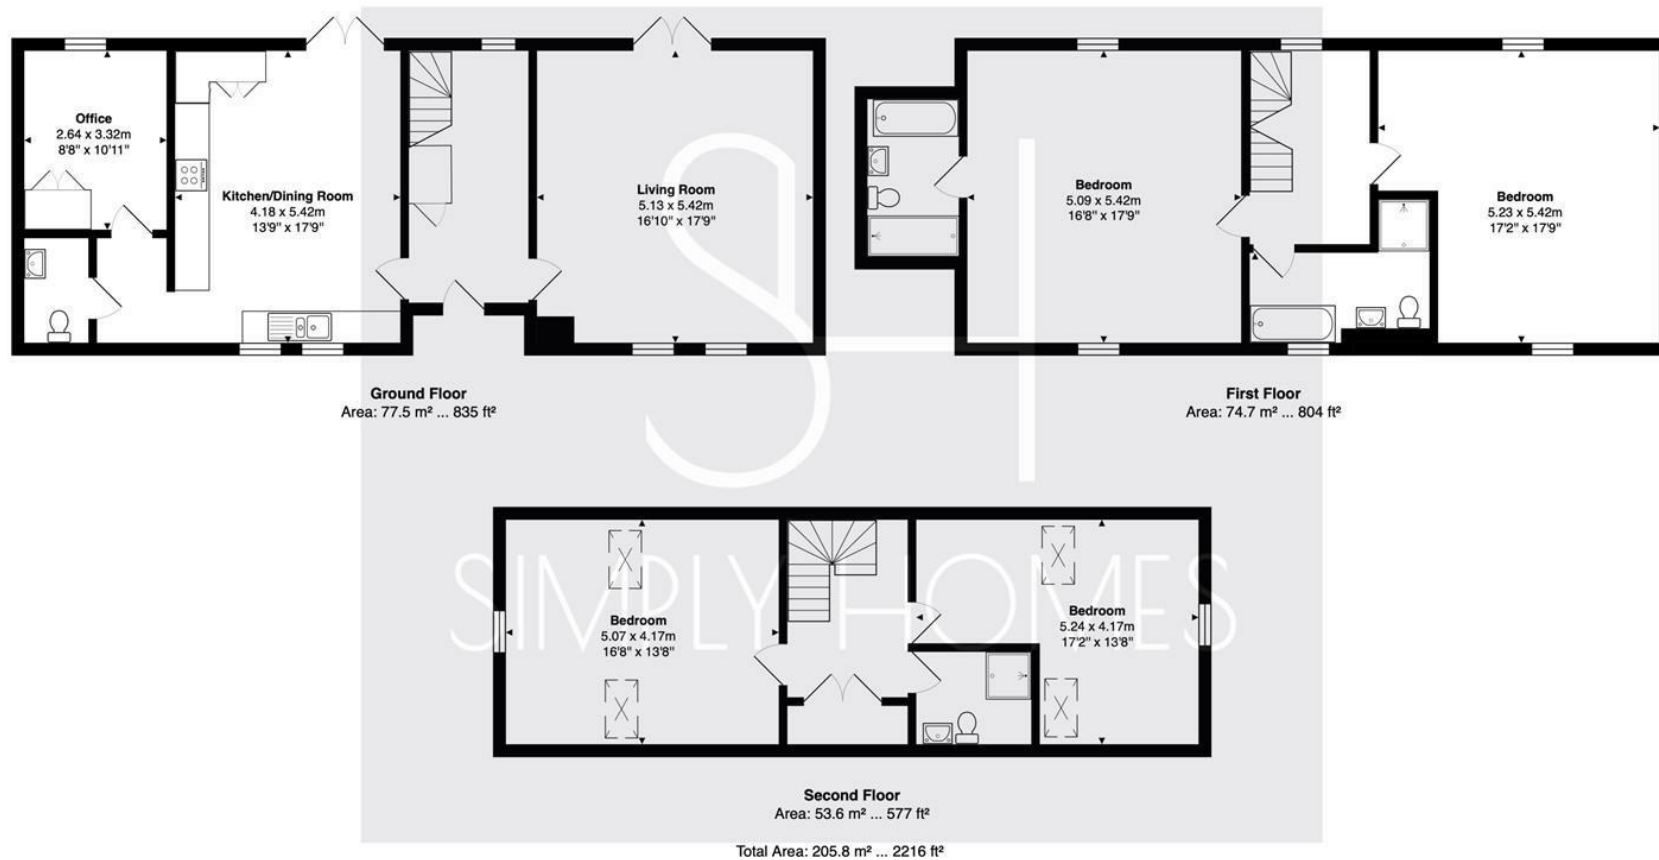 Office
2.64 x 3.32m
8'8" x 10'11"
Kitchen/Dining Room
4.18 x 5.42m
13'9" x 17'9"
Living Room
5.13 x 5.42m
16'10" x 17'9"
Ground Floor
Area: 77.5 m² ... 835 ft²
Bedroom
5.09 x 5.42m
16'8" x 17'9"
Bedroom
5.23 x 5.42m
17'2" x 17'9"
First Floor
Area: 74.7 m² ... 804 ft²
SH
SIMPLY HOMES
Bedroom
5.07 x 4.17m
16'8" x 13'8"
Bedroom
5.24 x 4.17m
17'2" x 13'8"
Second Floor
Area: 53.6 m² ... 577 ft²
Total Area: 205.8 m² ... 2216 ft²